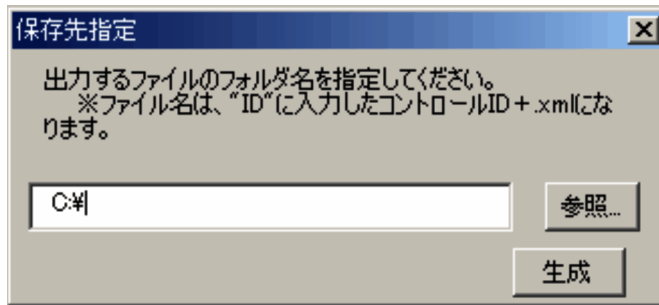 保存先指定
出力するファイルのフォルダ名を指定してください。
※ファイル名は、“ID“に入力したコントロールID+.xmlにな
ります。
C:¥
参照...
生成